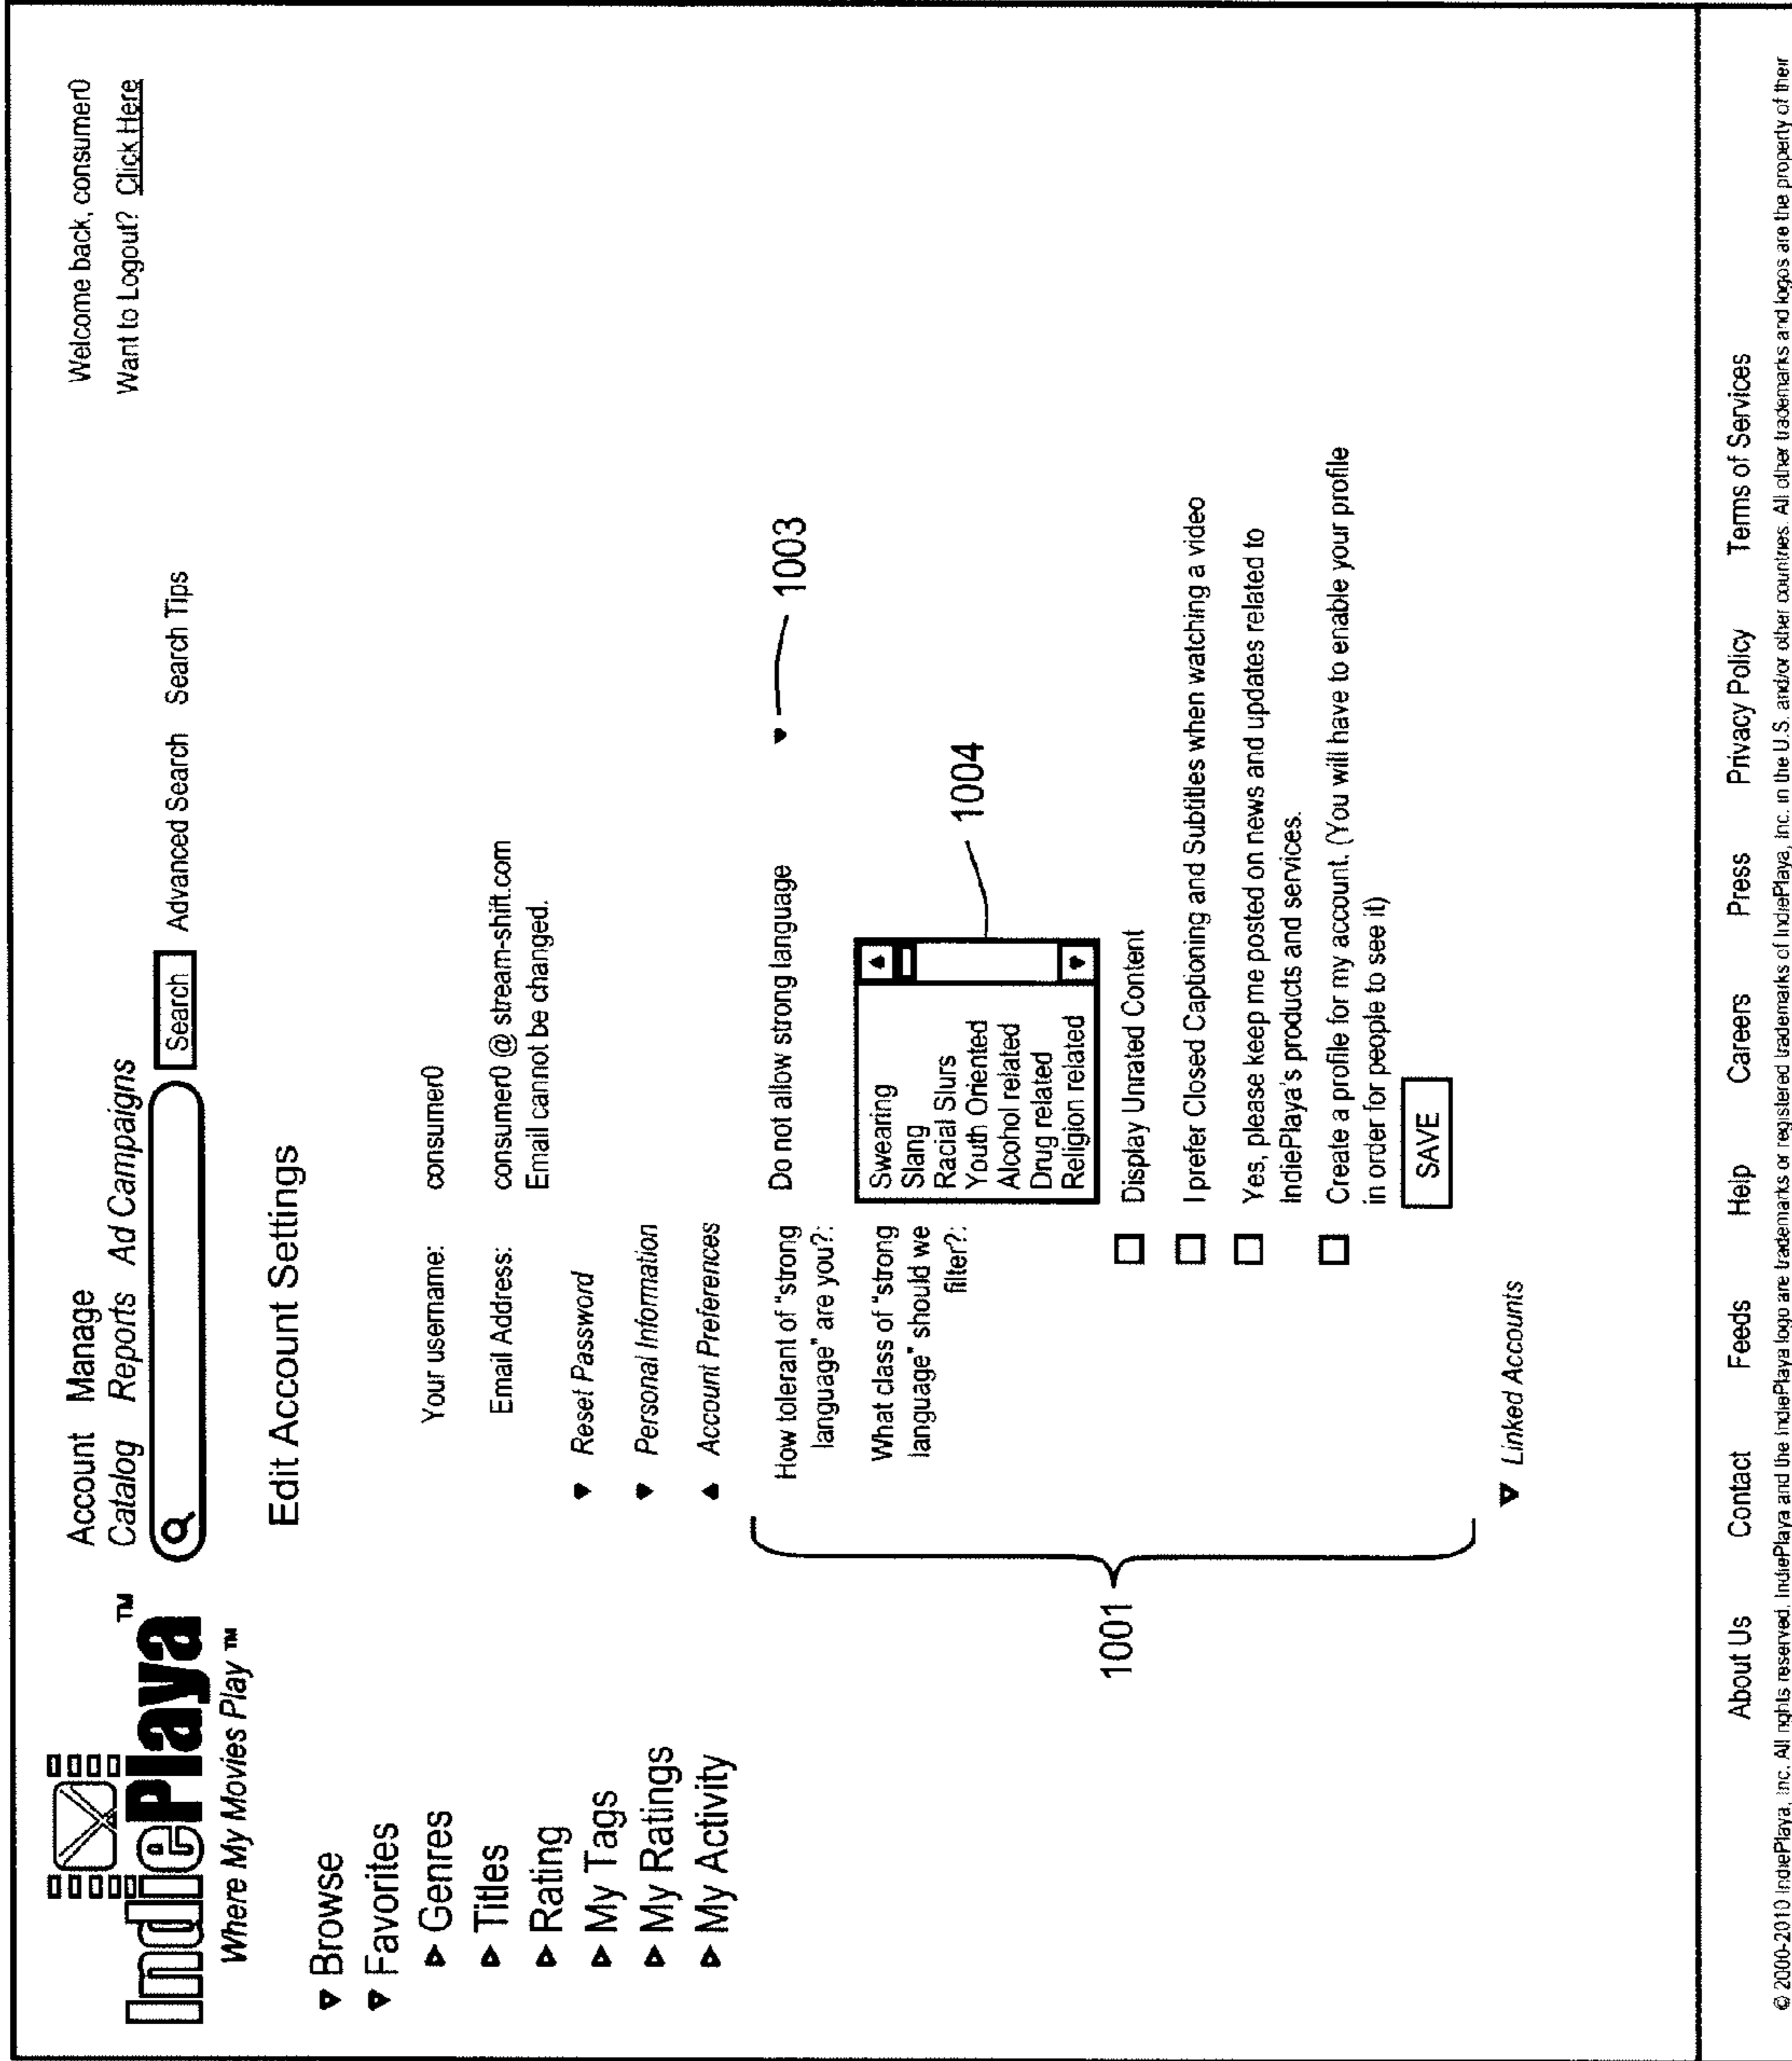 IndiePlaya ™
Where My Movies Play ™
Account Manage
Catalog Reports Ad Campaigns
Search Advanced Search Search Tips
Welcome back, consumer0
Want to Logout? Click Here
Browse
Favorites
Genres
Titles
Rating
My Tags
My Ratings
My Activity
Edit Account Settings
Your username: consumer0
Email Address: consumer0 @ stream-shift.com
Email cannot be changed.
Reset Password
Personal Information
Account Preferences
How tolerant of "strong
language" are you?:
Do not allow strong language
1003
What class of "strong
language" should we
filter?:
Swearing
Slang
Racial Slurs
Youth Oriented
Alcohol related
Drug related
Religion related
1004
Display Unrated Content
I prefer Closed Captioning and Subtitles when watching a video
Yes, please keep me posted on news and updates related to
IndiePlaya's products and services.
Create a profile for my account. (You will have to enable your profile
in order for people to see it)
SAVE
1001
Linked Accounts
About Us Contact Feeds Help Careers Press Privacy Policy Terms of Services
© 2000-2010 IndiePlaya, Inc. All rights reserved. IndiePlaya and the IndiePlaya logo are trademarks or registered trademarks of IndiePlaya, Inc. in the U.S. and/or other countries. All other trademarks and logos are the property of their